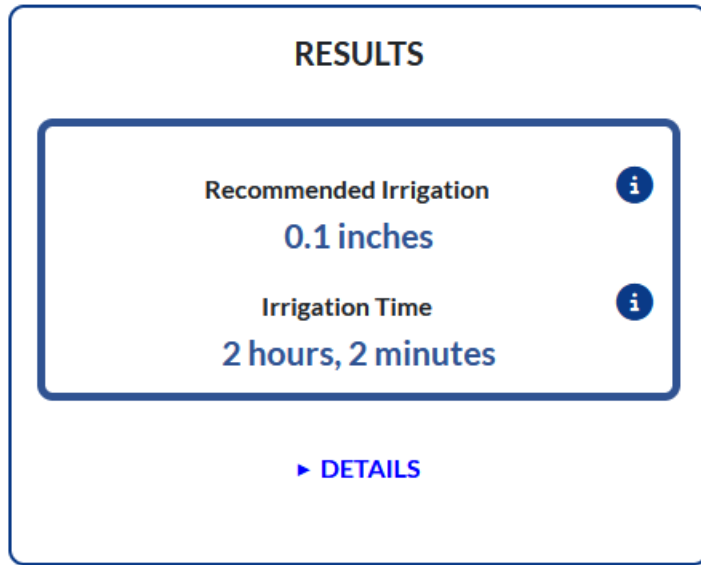 RESULTS
Recommended Irrigation
i
0.1 inches
Irrigation Time
i
2 hours, 2 minutes
► DETAILS